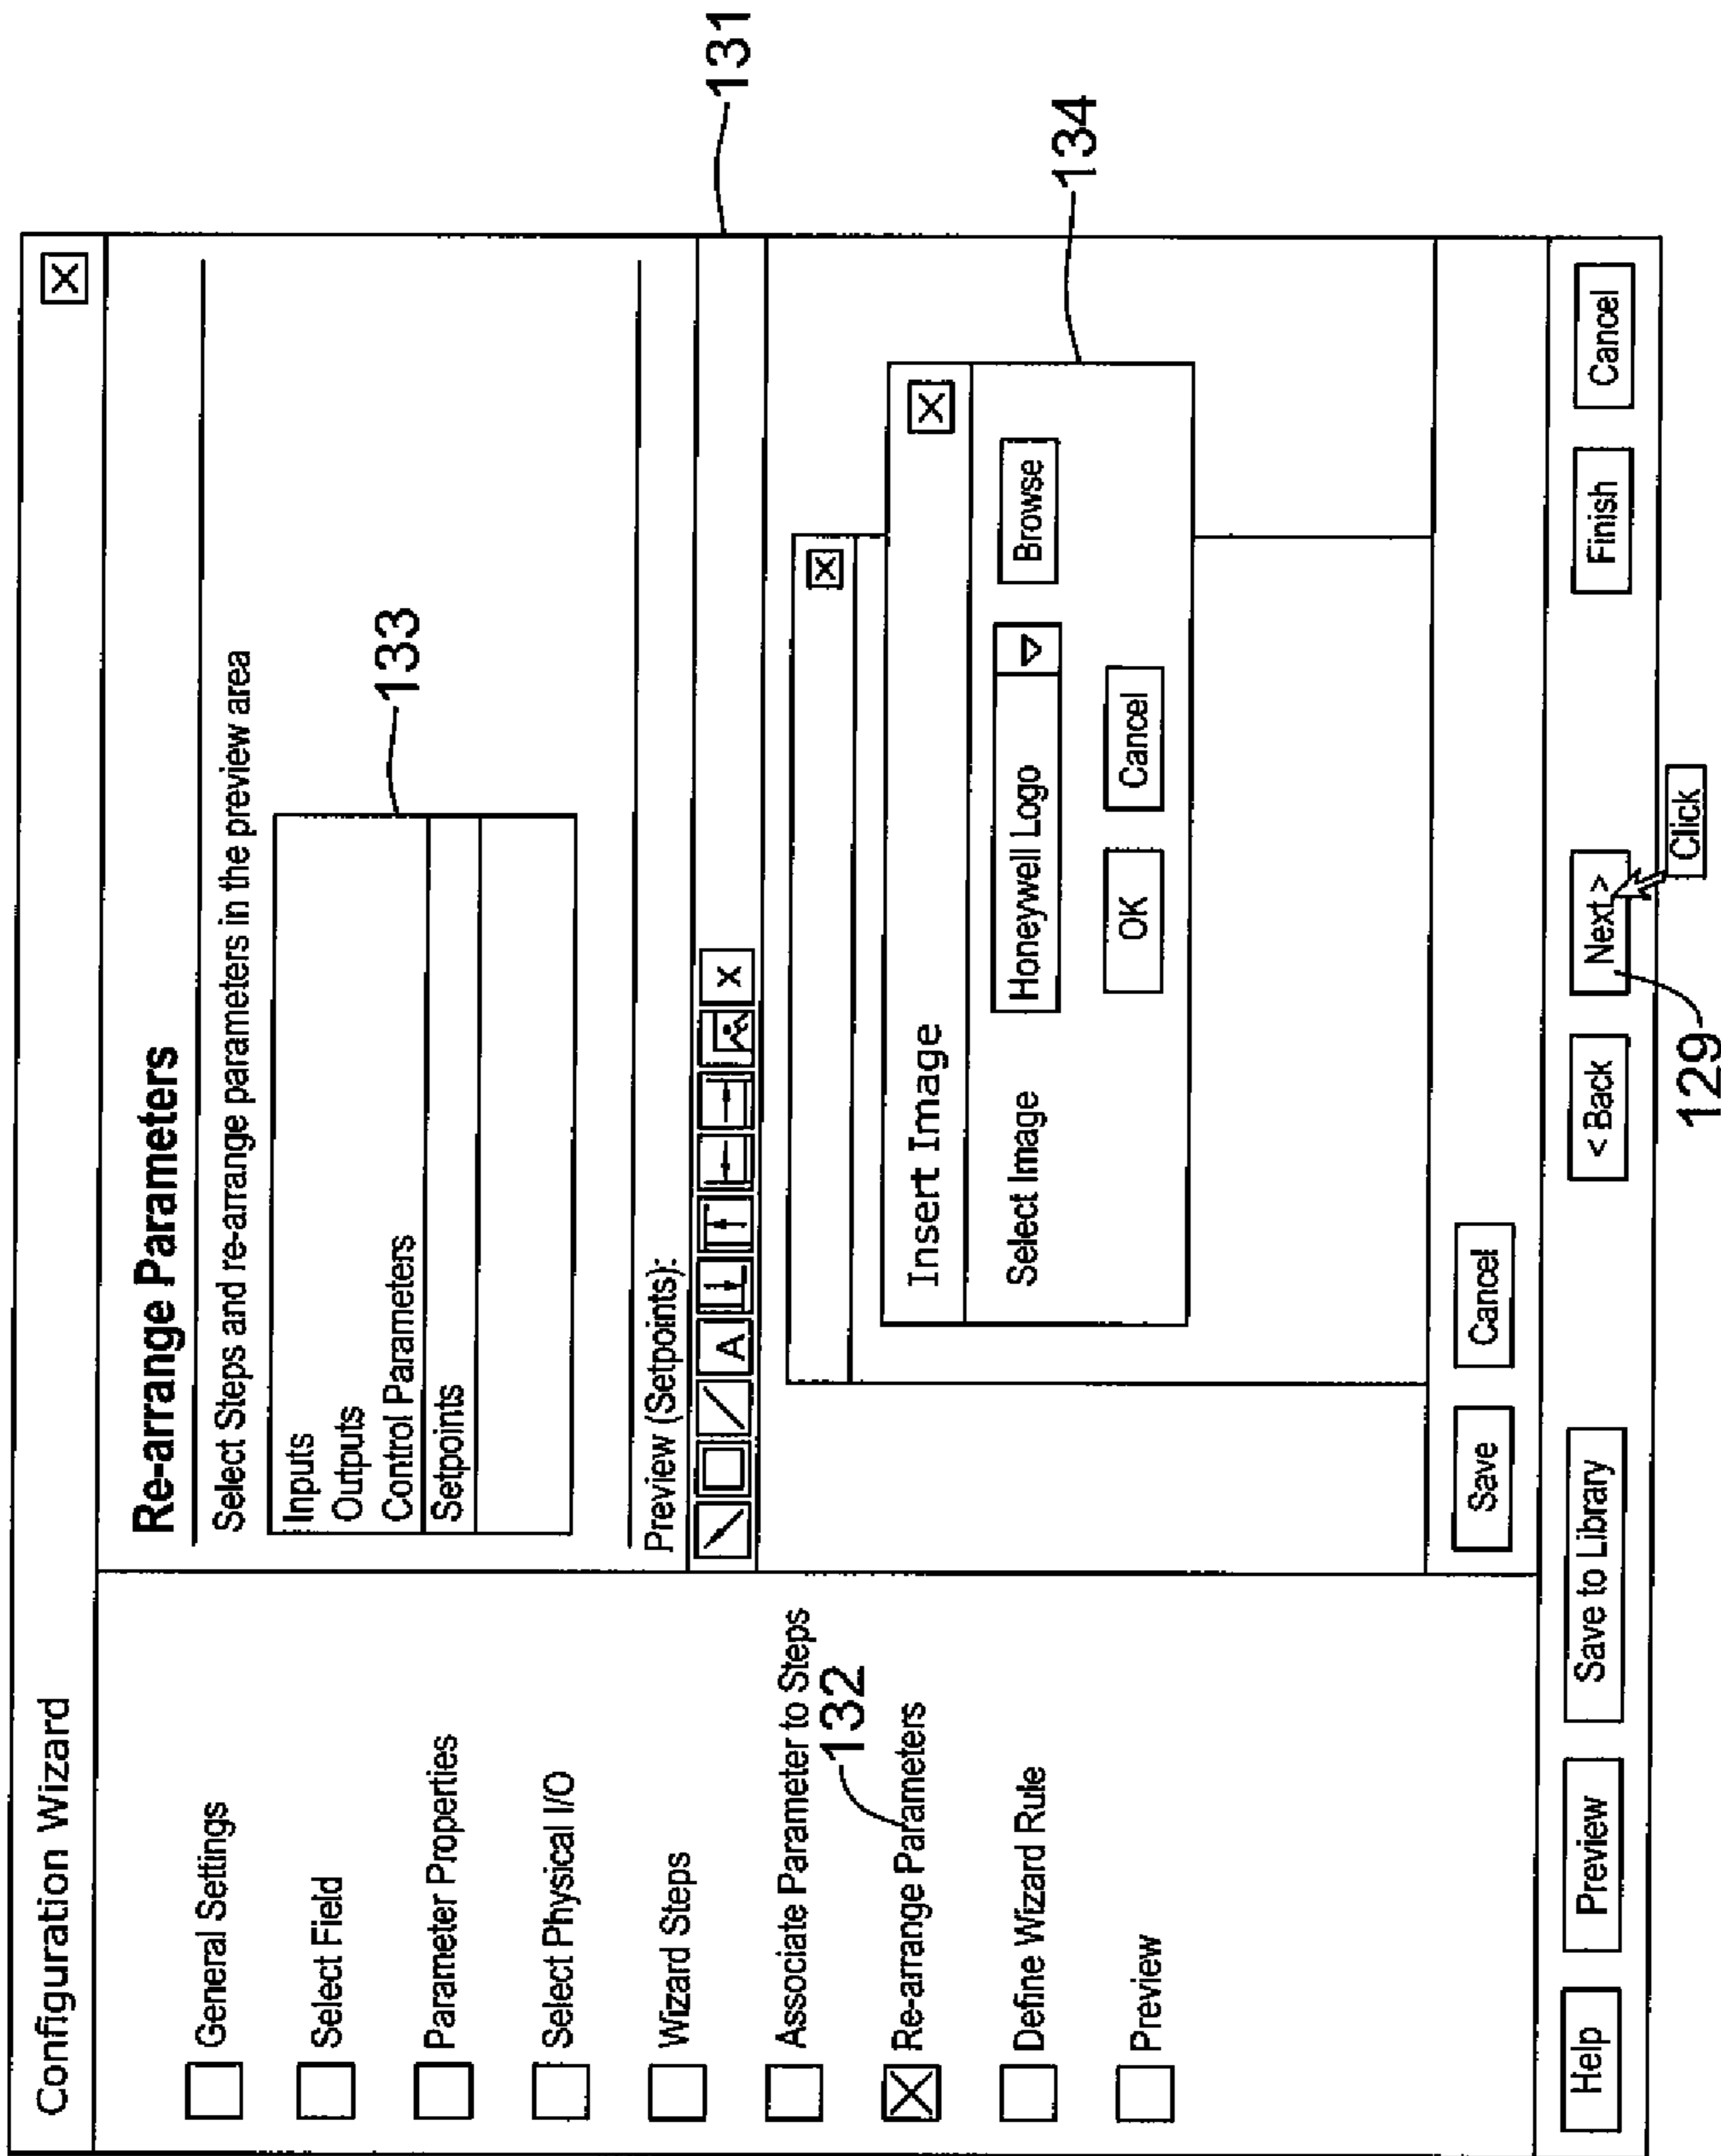 Configuration Wizard
X
General Settings
Select Field
Parameter Properties
Select Physical I/O
Wizard Steps
Associate Parameter to Steps
132
Re-arrange Parameters
Define Wizard Rule
Preview
Re-arrange Parameters
Select Steps and re-arrange parameters in the preview area
133
Inputs
Outputs
Control Parameters
Setpoints
Preview (Setpoints):
A
X
131
X
Insert Image
X
134
Select Image
Honeywell Logo
Browse
OK
Cancel
Save
Cancel
Help
Preview
Save to Library
< Back
Next >
Finish
Cancel
129
Click